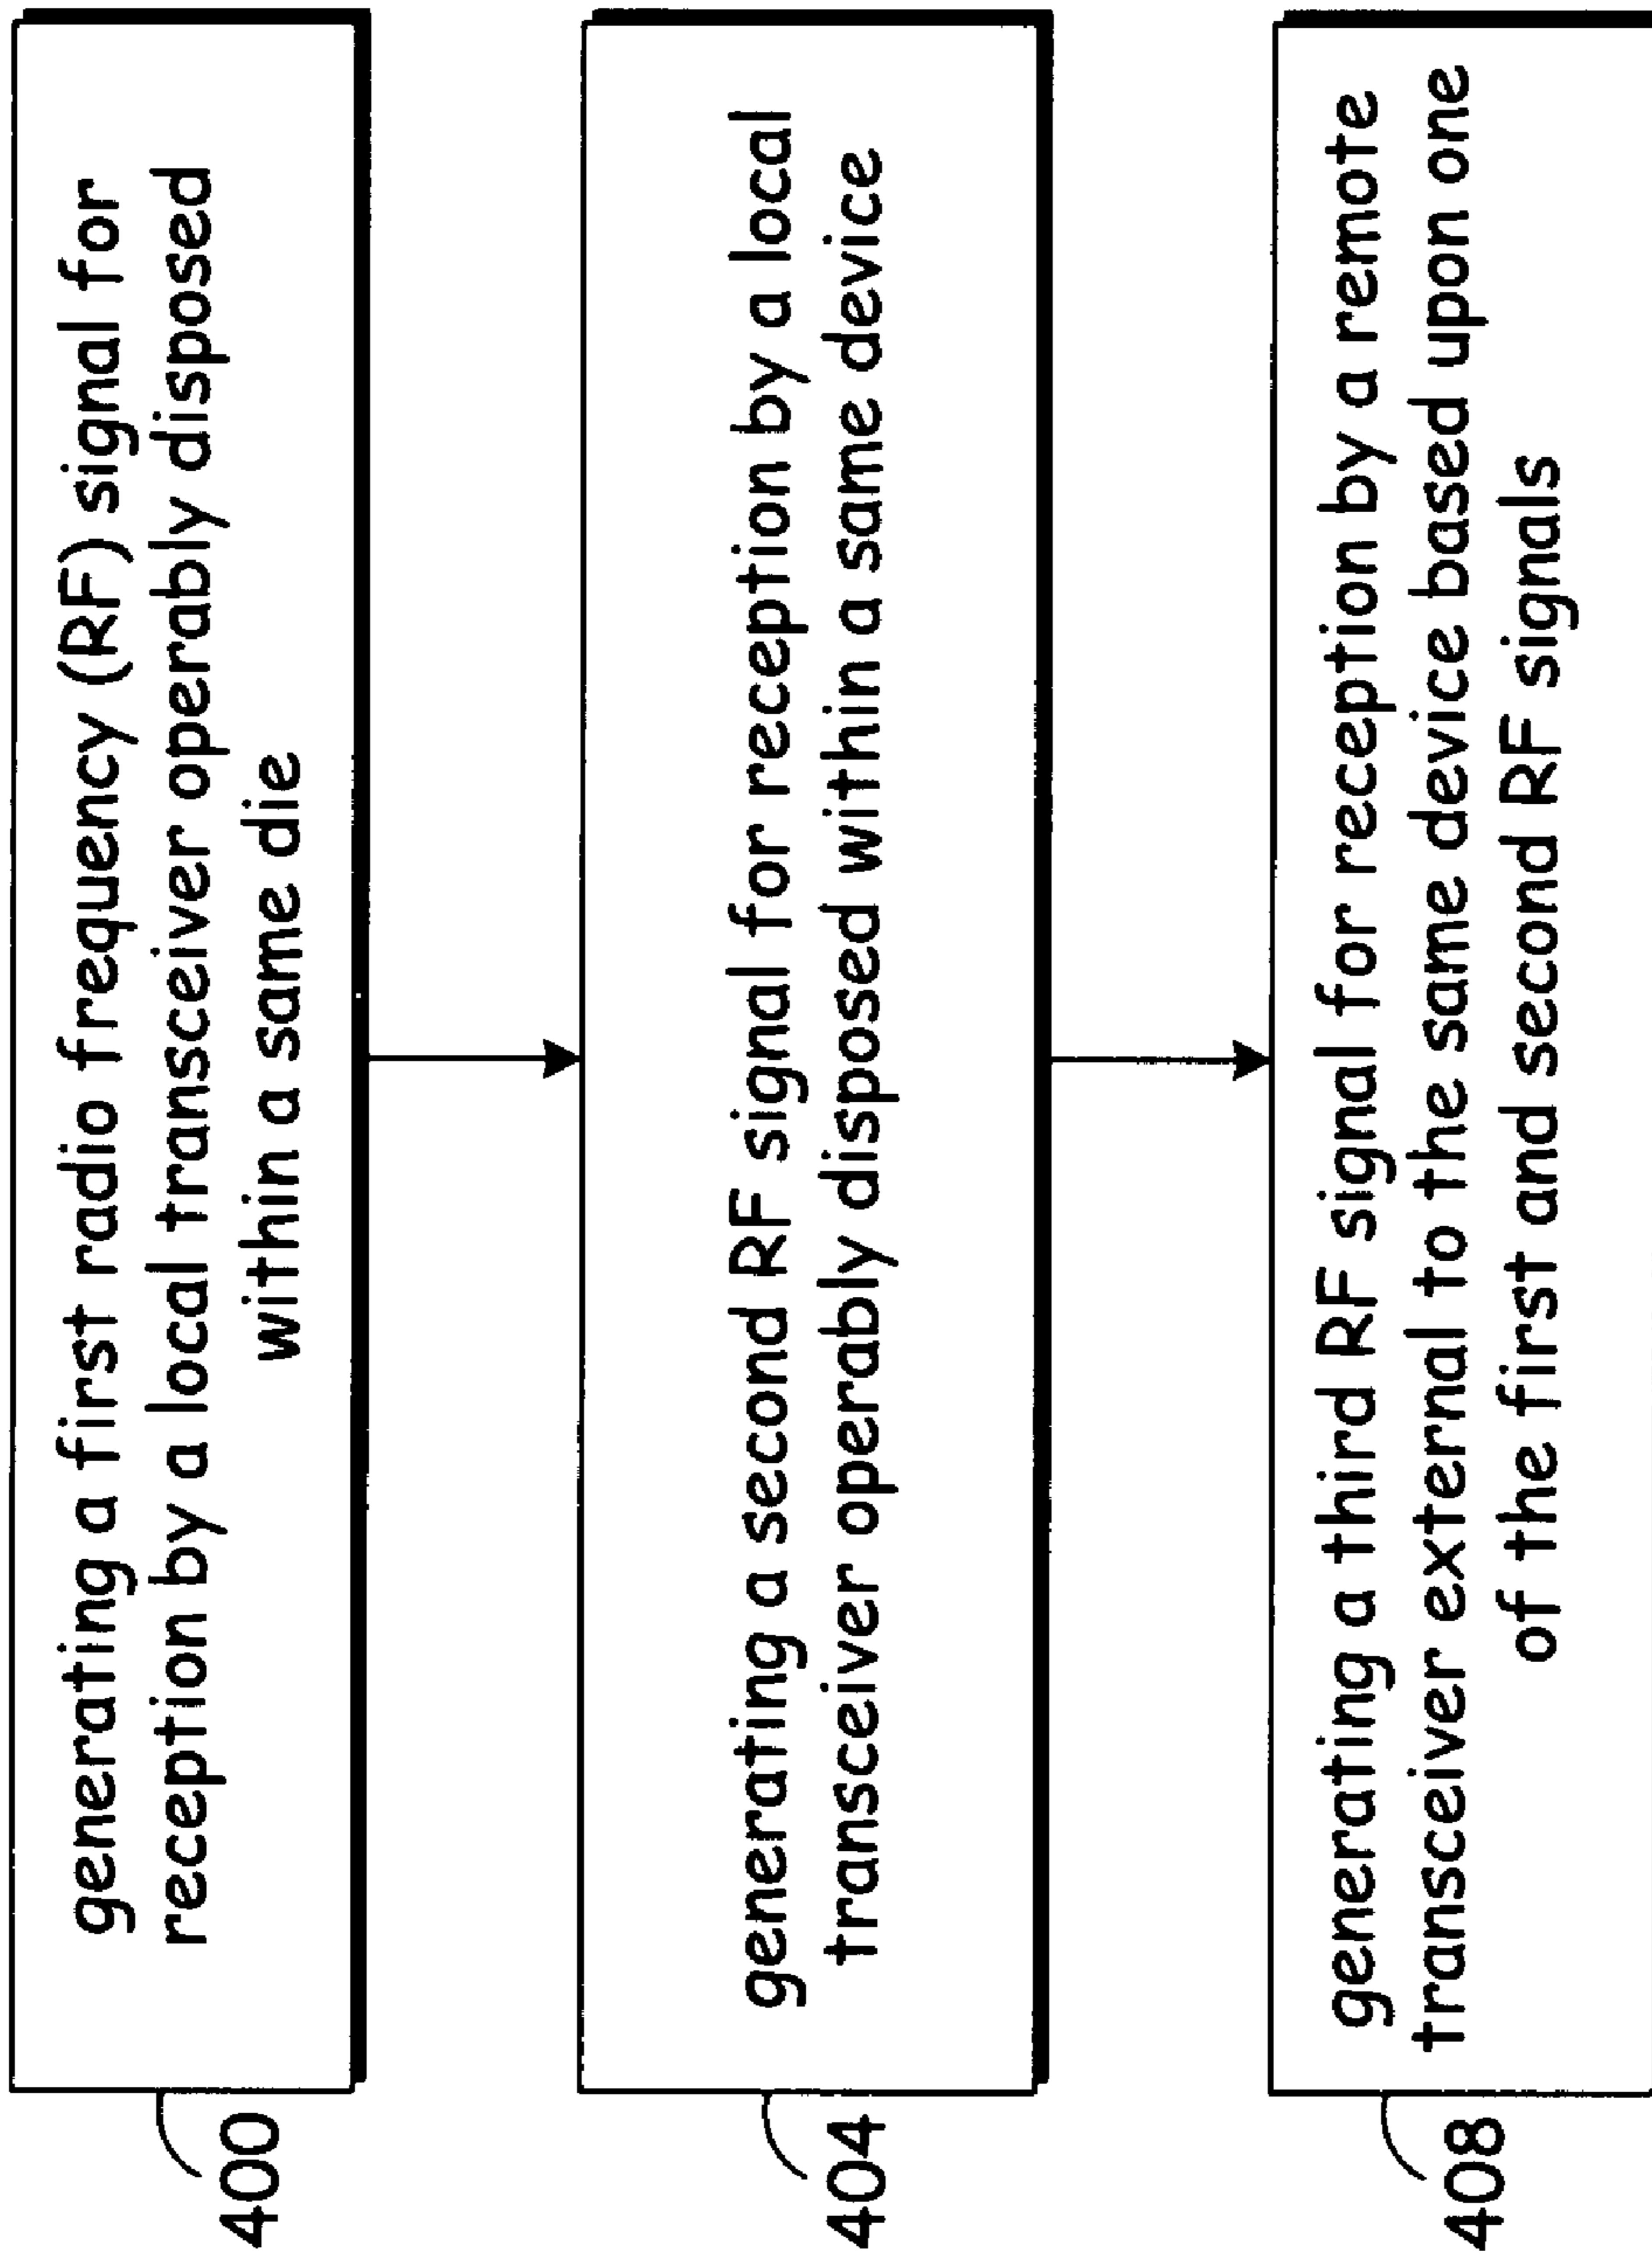 generating a first radio frequency (RF) signal for
reception by a local transceiver operably disposed
within a same die
400
generating a second RF signal for reception by a local
transceiver operably disposed within a same device
404
generating a third RF signal for reception by a remote
transceiver external to the same device based upon one
of the first and second RF signals
408